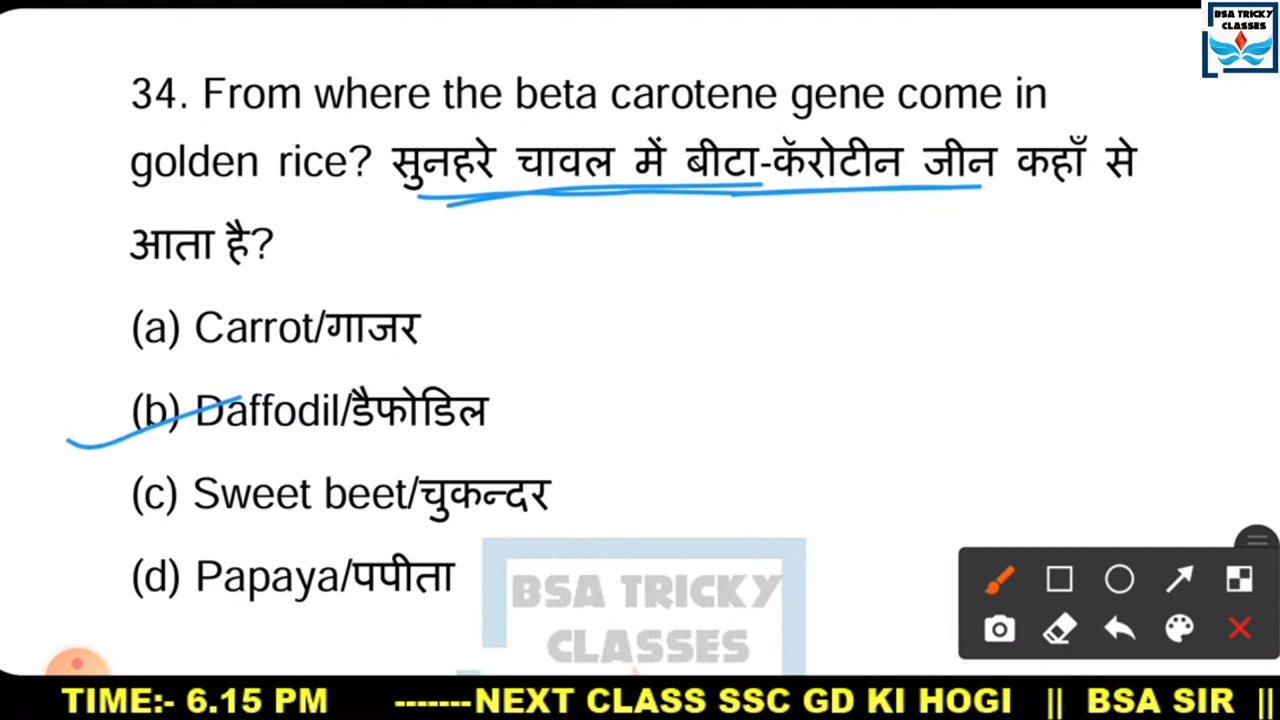 BSA TRICKY
CLASSES
34. From where the beta carotene gene come in
golden rice? सुनहरे चावल में बीटा-कॅरोटीन जीन कहाँ से
आता है?
(a) Carrot/गाजर
(b) Daffodil/डैफोडिल
(c) Sweet beet/चुकन्दर
(d) Papaya/पपीता
BSA TRICKY
CLASSES
TIME:- 6.15 PM -------NEXT CLASS SSC GD KI HOGI || BSA SIR ||